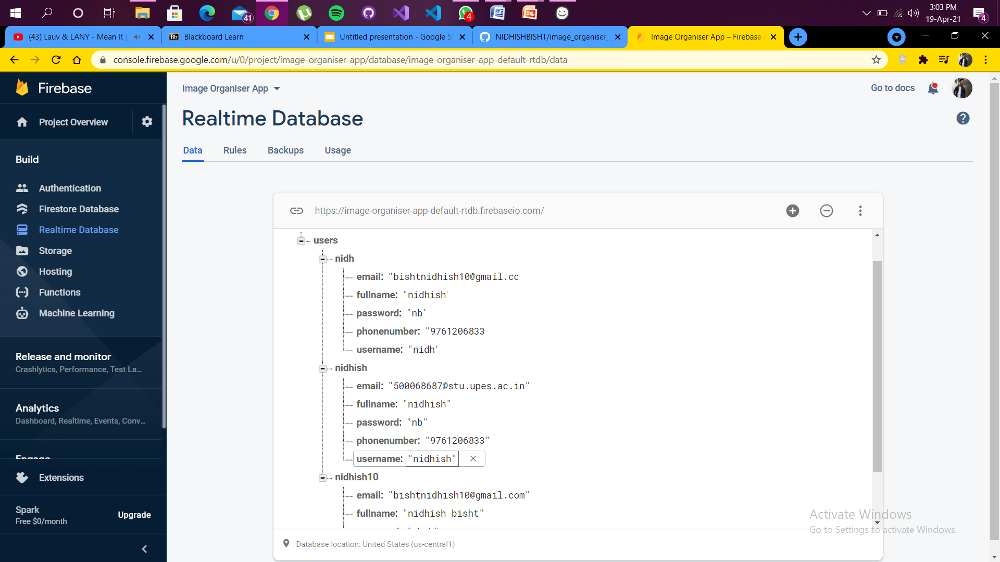 41
4
3:03 PM
19-Apr-21
4
(43) Lauv & LANY - Mean It
Blackboard Learn
Untitled presentation - Google Sl
NIDHISHBISHT/image_organiser_
Image Organiser App – Firebase
console.firebase.google.com/u/0/project/image-organiser-app/database/image-organiser-app-default-rtdb/data
Firebase
Project Overview
Build
Authentication
Firestore Database
Realtime Database
Storage
Hosting
Functions
Machine Learning
Release and monitor
Crashlytics, Performance, Test La...
Analytics
Dashboard, Realtime, Events, Conv...
Engage
Extensions
Spark
Free $0/month
Upgrade
Image Organiser App
Go to docs
Realtime Database
Data Rules Backups Usage
https://image-organiser-app-default-rtdb.firebaseio.com/
users
nidh
email: "bishtnidhish10@gmail.co
fullname: "nidhish'
password: "nb"
phonenumber: "9761206833
username: "nidh'
nidhish
email: "500068687@stu.upes.ac.in"
fullname: "nidhish"
password: "nb"
phonenumber: "9761206833"
username: "nidhish"
nidhish10
email: "bishtnidhish10@gmail.com"
fullname: "nidhish bisht"
Database location: United States (us-central1)
Activate Windows
Go to Settings to activate Windows.